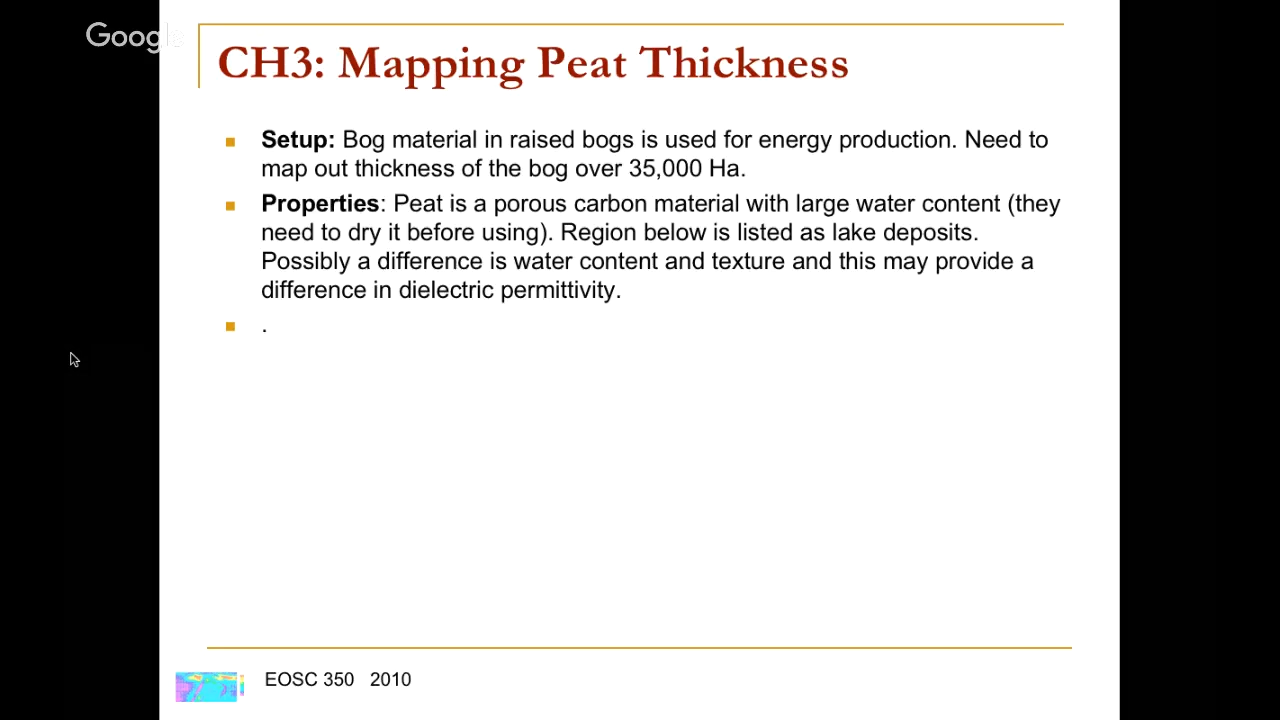 Google
CH3: Mapping Peat Thickness
Setup: Bog material in raised bogs is used for energy production. Need to
map out thickness of the bog over 35,000 Ha.
Properties: Peat is a porous carbon material with large water content (they
need to dry it before using). Region below is listed as lake deposits.
Possibly a difference is water content and texture and this may provide a
difference in dielectric permittivity.
.
EOSC 350 2010